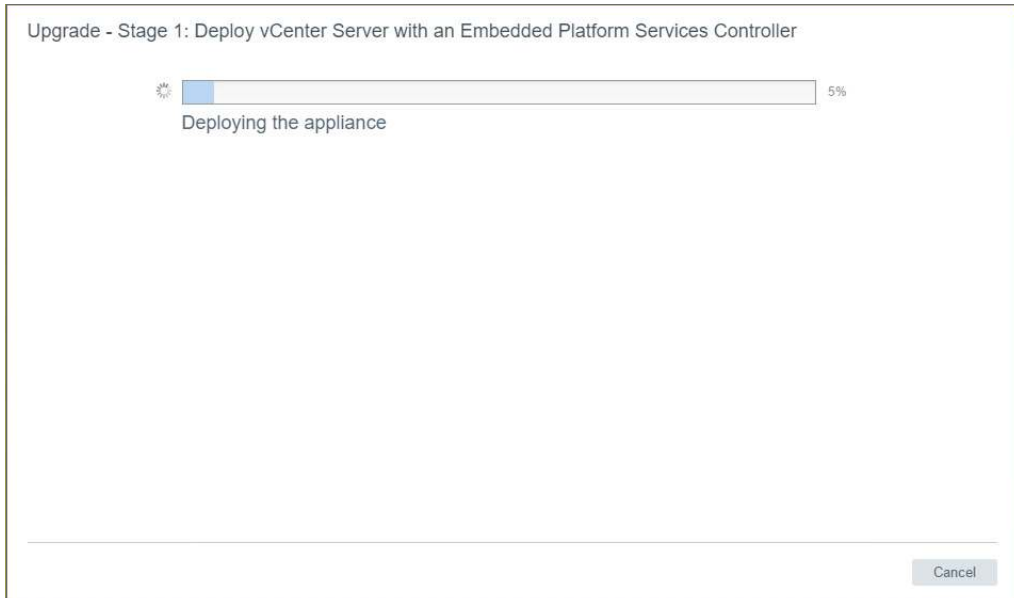 Upgrade - Stage 1: Deploy vCenter Server with an Embedded Platform Services Controller
5%
Deploying the appliance
Cancel